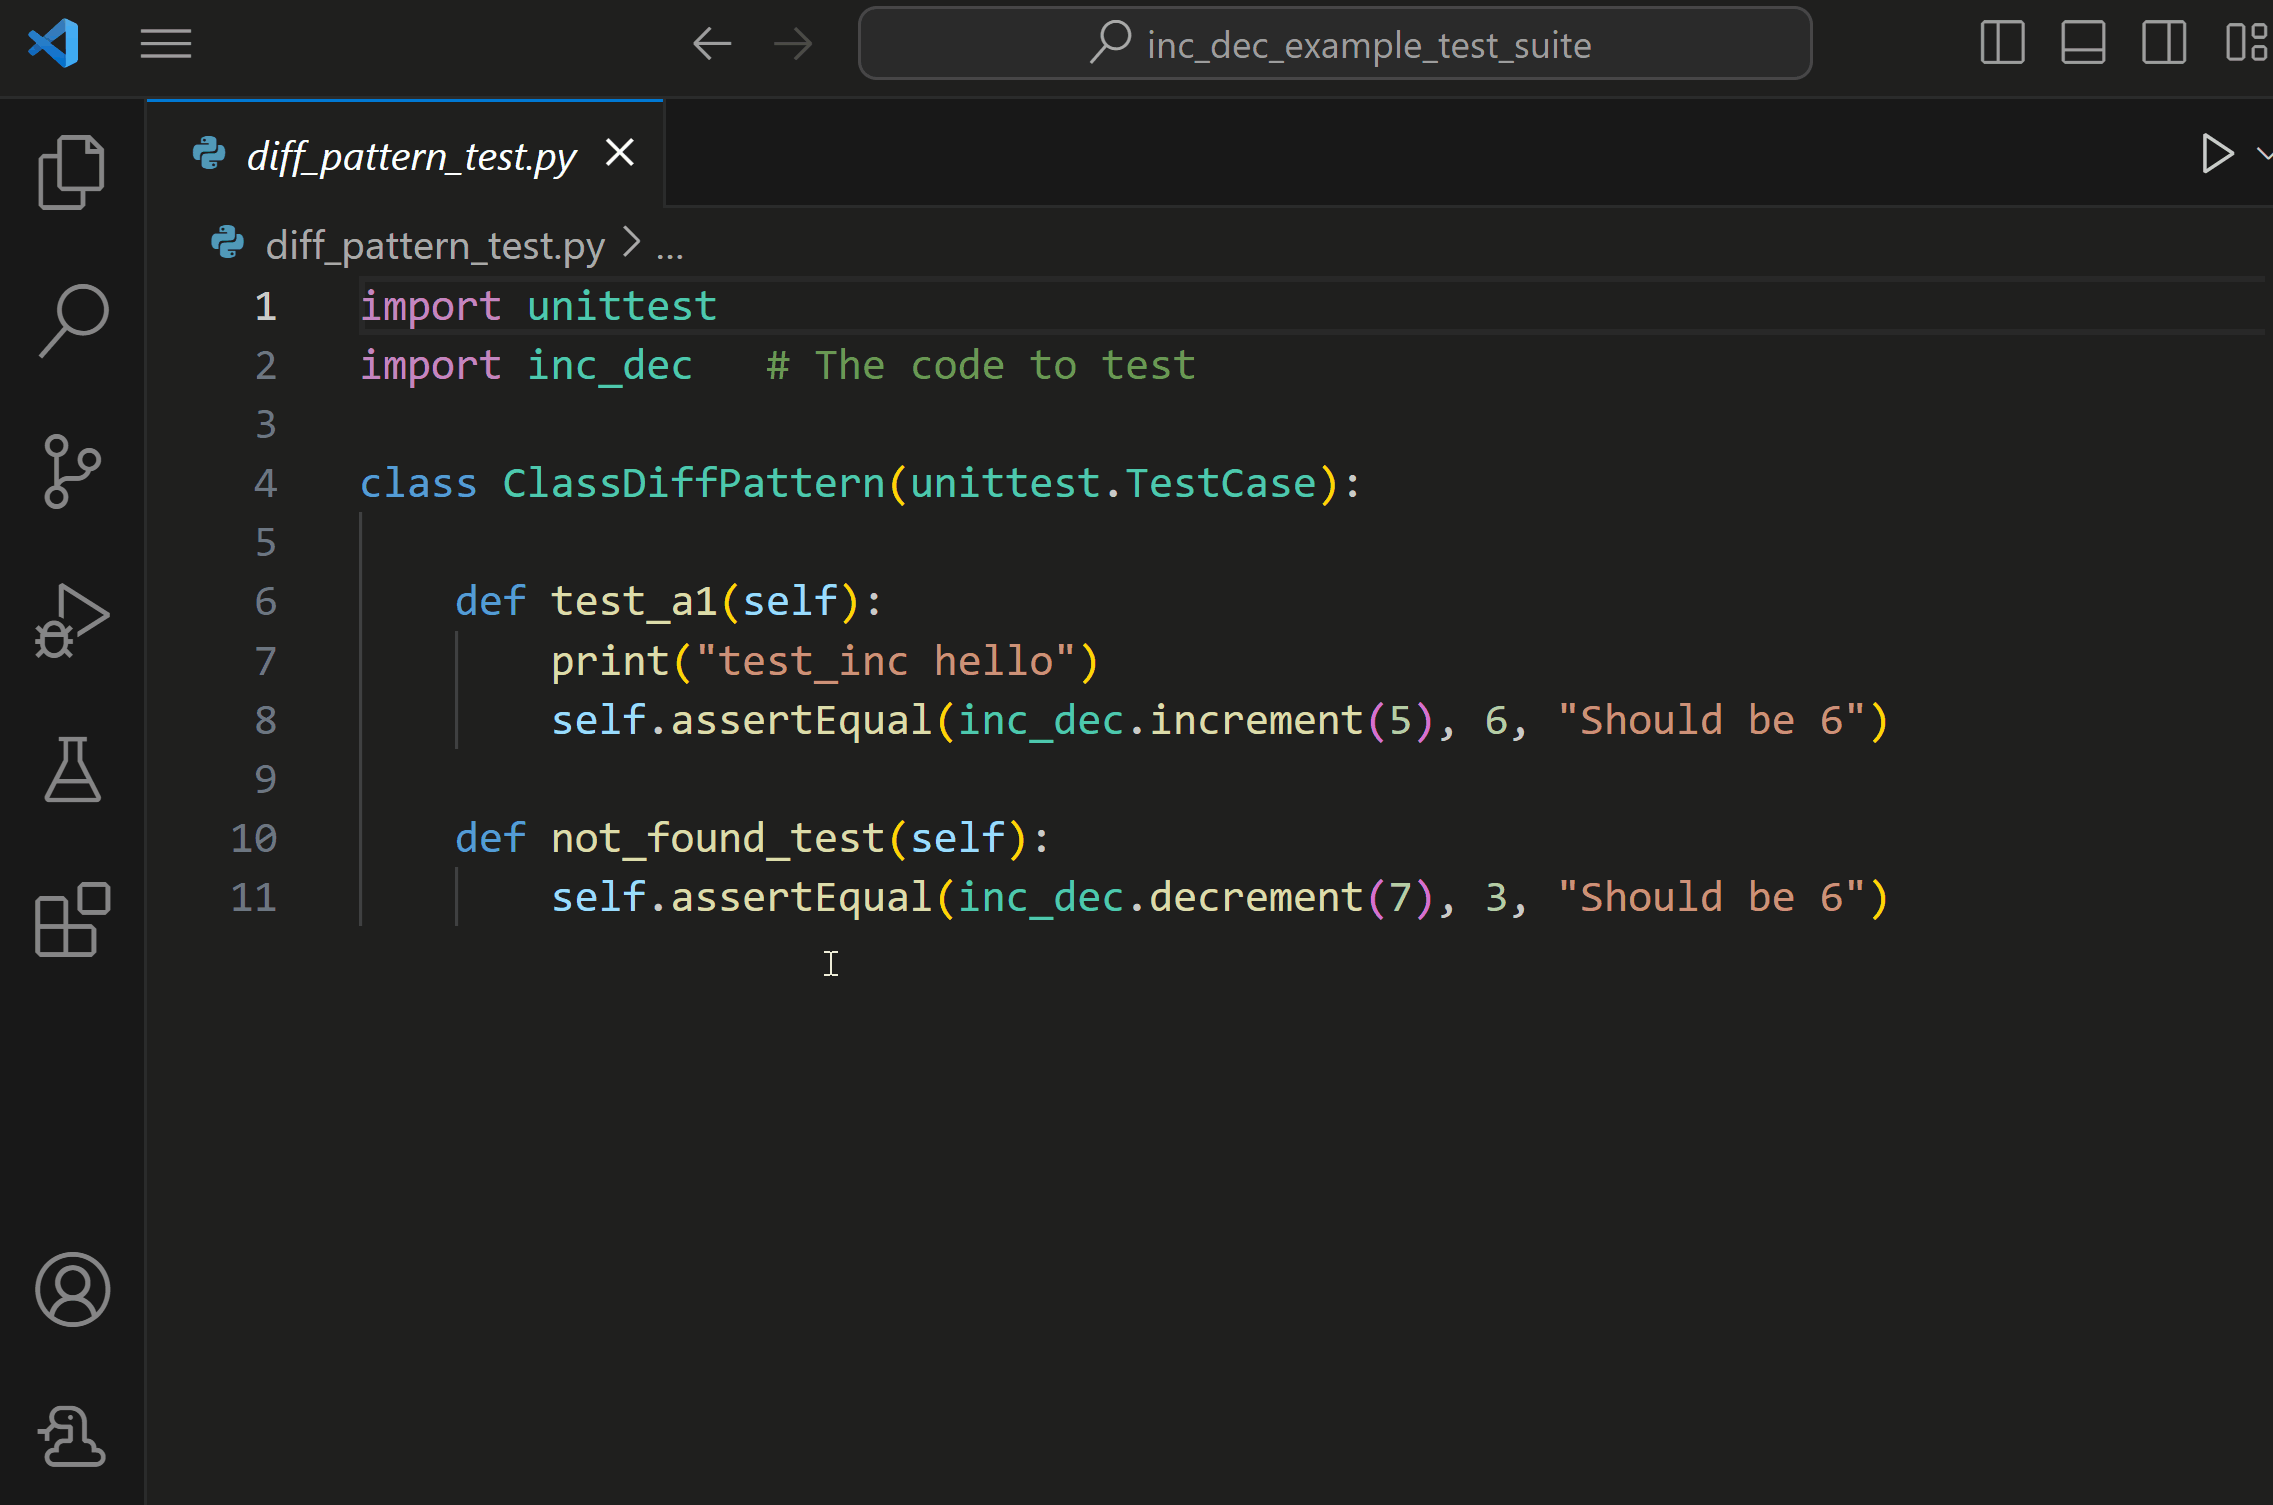 inc_dec_example_test_suite
diff_pattern_test.py
diff_pattern_test.py > ...
1 import unittest
2 import inc_dec   # The code to test
3
4 class ClassDiffPattern(unittest.TestCase):
5
6     def test_a1(self):
7         print("test_inc hello")
8         self.assertEqual(inc_dec.increment(5), 6, "Should be 6")
9
10     def not_found_test(self):
11         self.assertEqual(inc_dec.decrement(7), 3, "Should be 6")